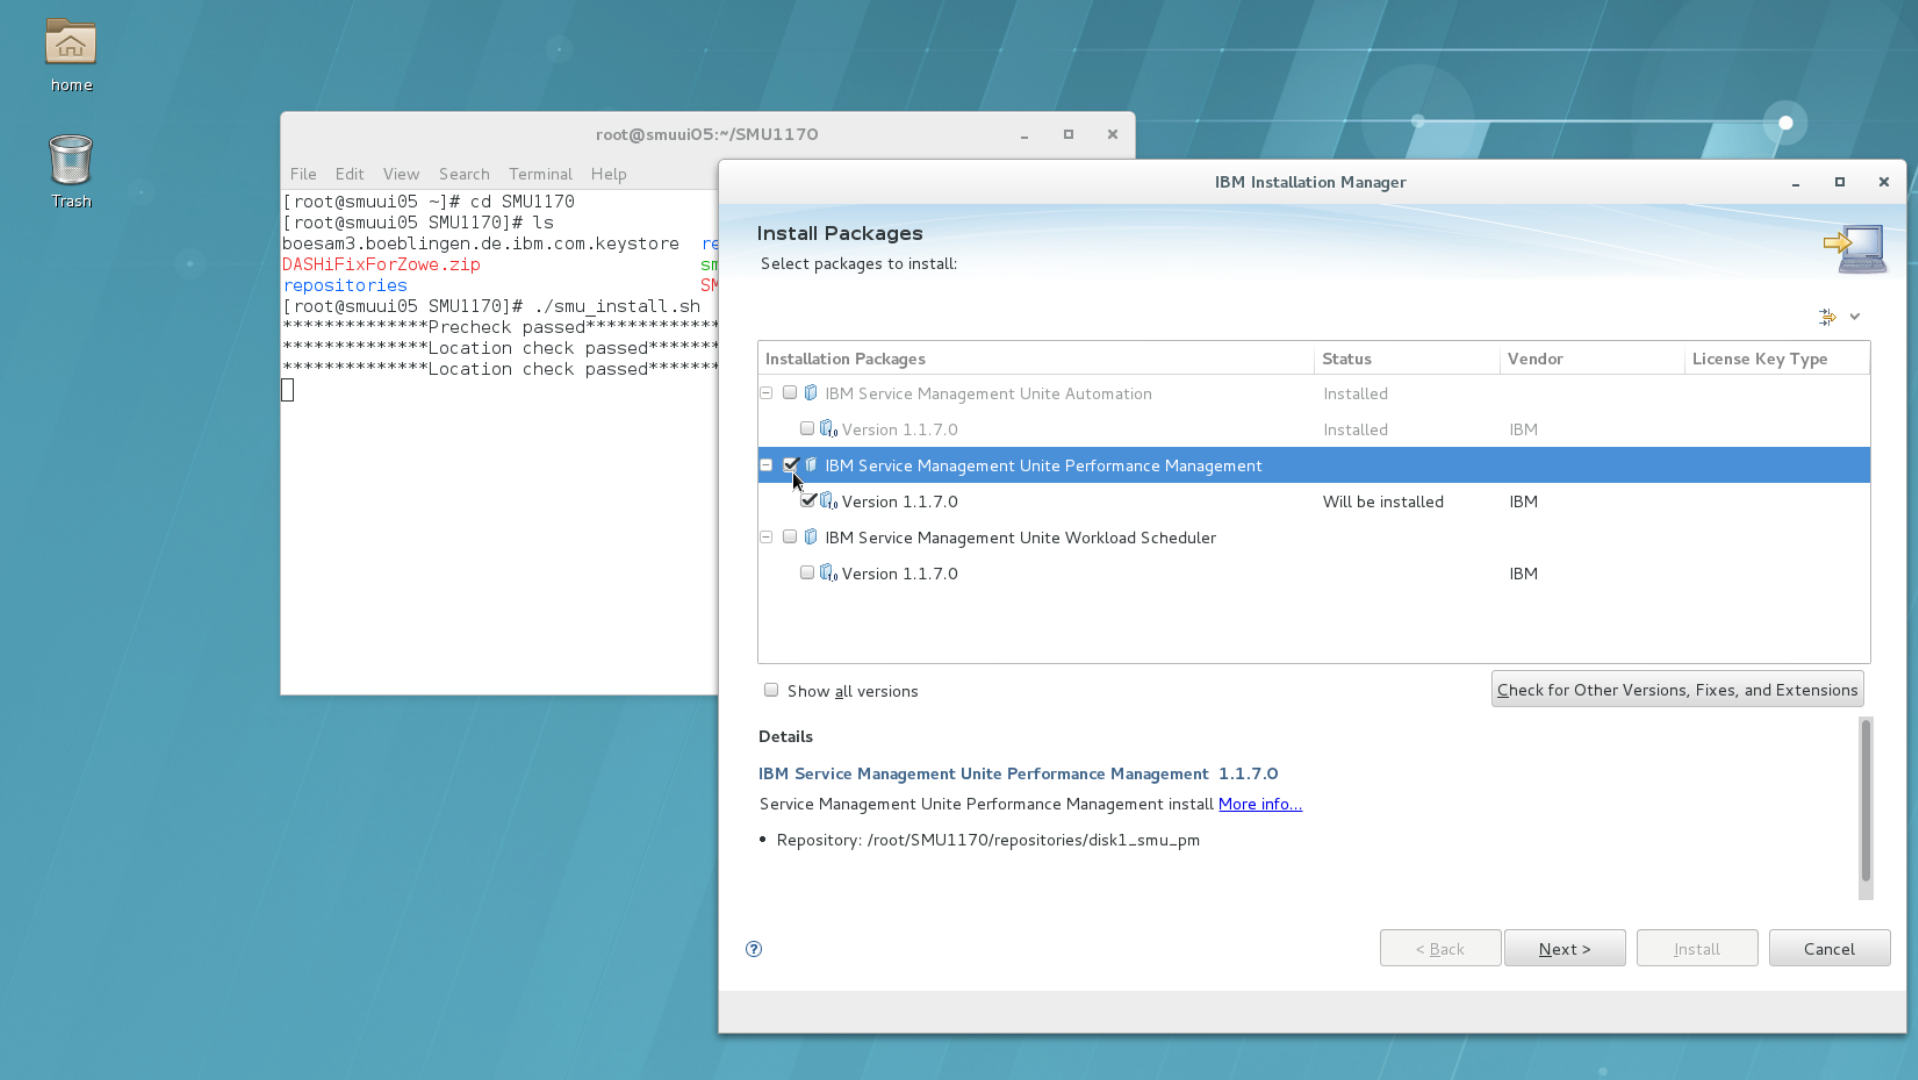 home
Trash
root@smuui05:~/SMU1170
File Edit View Search Terminal Help
[root@smuui05 ~]# cd SMU1170
[root@smuui05 SMU1170]# ls
boesam3.boeblingen.de.ibm.com.keystore re
DASHiFixForZowe.zip sm
repositories SM
[root@smuui05 SMU1170]# ./smu_install.sh
**************Precheck passed*************
**************Location check passed*******
**************Location check passed*******
IBM Installation Manager
Install Packages
Select packages to install:
Installation Packages Status Vendor License Key Type
IBM Service Management Unite Automation Installed
Version 1.1.7.0 Installed IBM
IBM Service Management Unite Performance Management
Version 1.1.7.0 Will be installed IBM
IBM Service Management Unite Workload Scheduler
Version 1.1.7.0 IBM
Show all versions
Check for Other Versions, Fixes, and Extensions
Details
IBM Service Management Unite Performance Management 1.1.7.0
Service Management Unite Performance Management install More info...
• Repository: /root/SMU1170/repositories/disk1_smu_pm
? < Back Next > Install Cancel